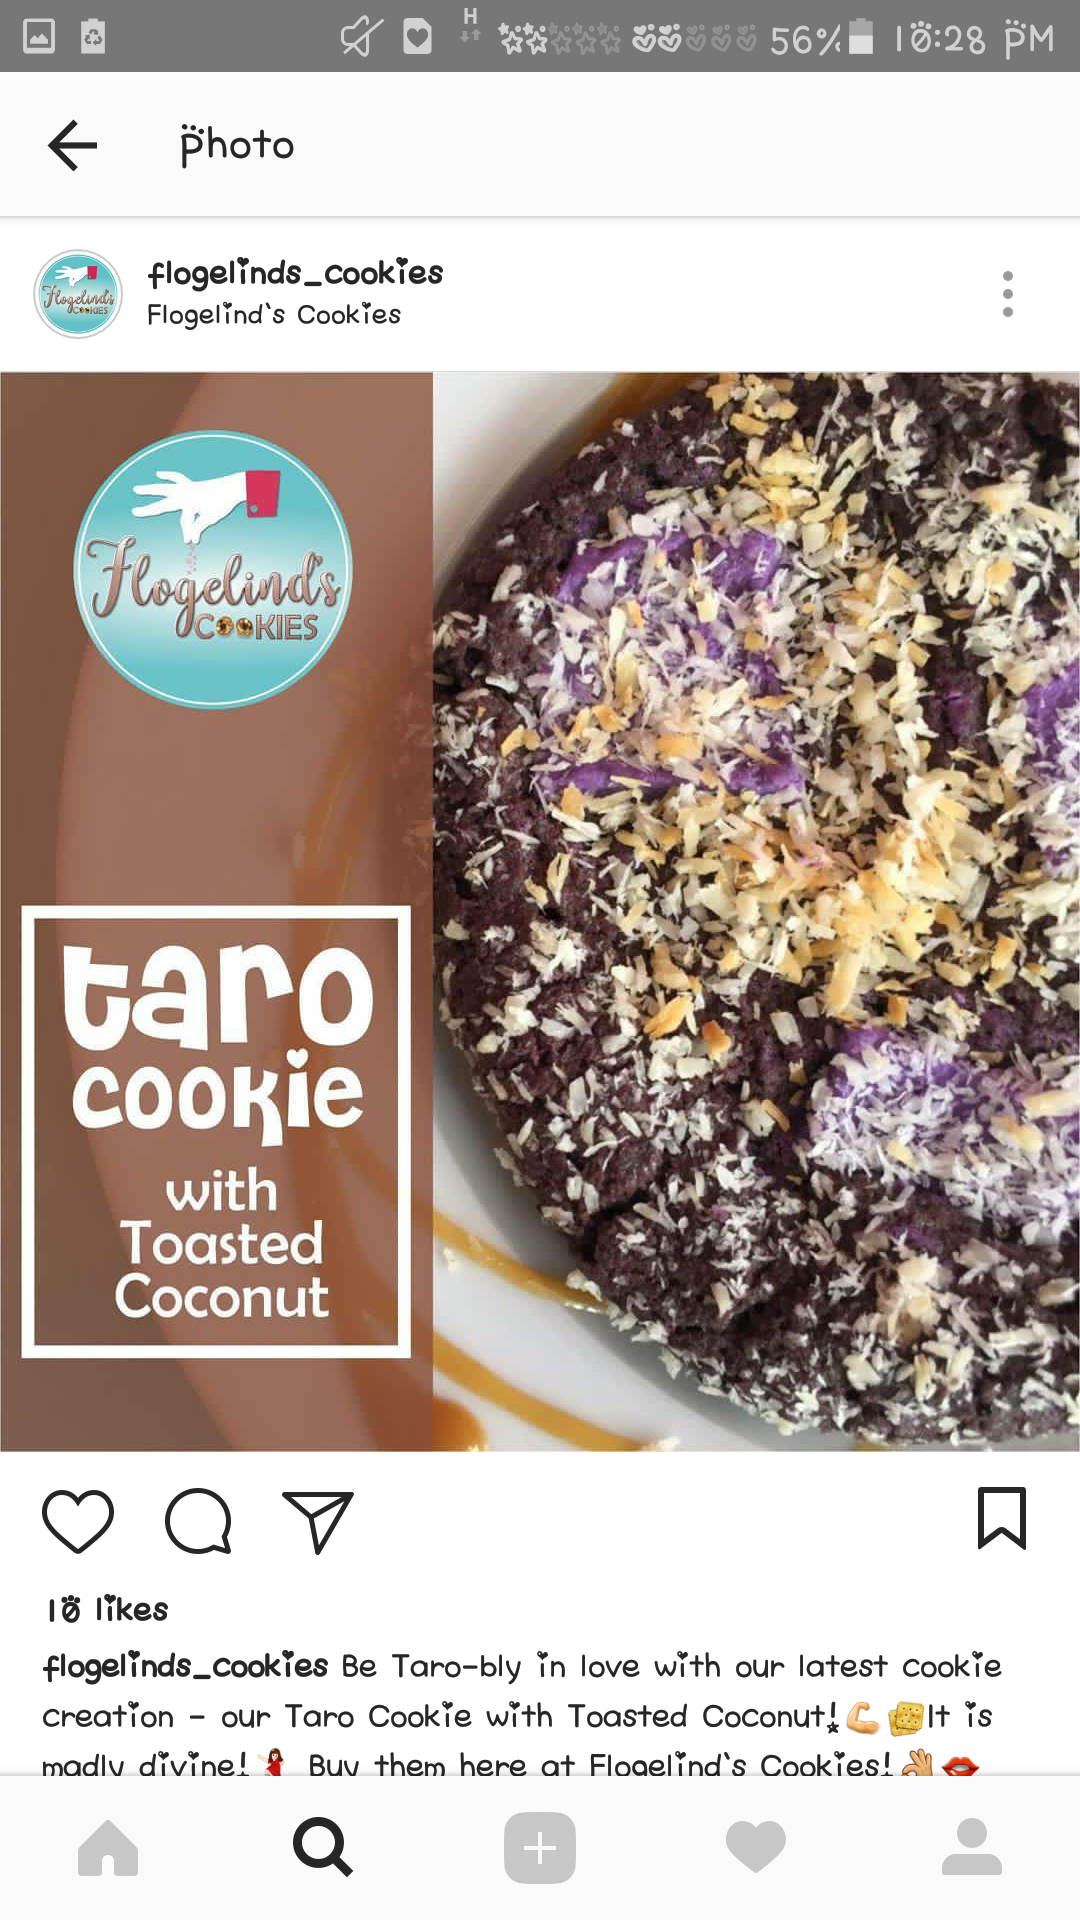 H
56% 10:28 PM
Photo
flogelinds_cookies
Flogelind`s Cookies
Flogelind's
COOKIES
Flogelind's
COOKIES
taro
cookie
with
Toasted
Coconut
10 likes
flogelinds_cookies Be Taro-bly in love with our latest cookie
creation - our Taro Cookie with Toasted Coconut!💪🍪It is
madly divine!💃 Buy them here at Flogelind`s Cookies!👌💋